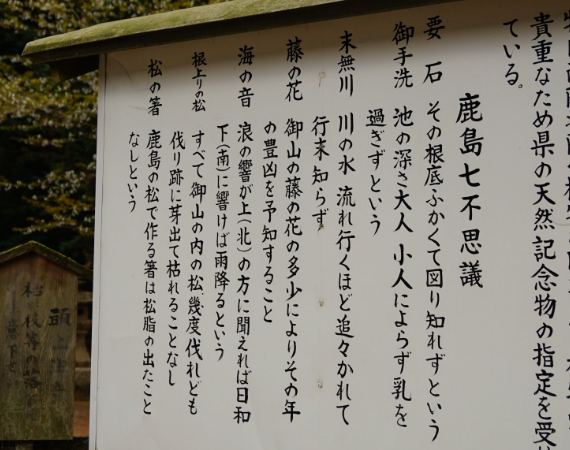 貴重なため県の天然記念物の指定を受
ている。
鹿島七不思議
要石 その根底ふかくて図り知れずという
御手洗 池の深さ大人 小人によらず乳を
過ぎずという
末無川 川の水 流れ行くほど追々かれて
行末知らず
藤の花 御山の藤の花の多少によりその年
の豊凶を予知すること
海の音 浪の響が上(北)の方に聞えれば日和
下(南)に響けば雨降るという
根上りの松 すべて御山の内の松、幾度伐れども
伐り跡に芽出て枯れることなし
松の箸 鹿島の松で作る箸は松脂の出たこと
なしという